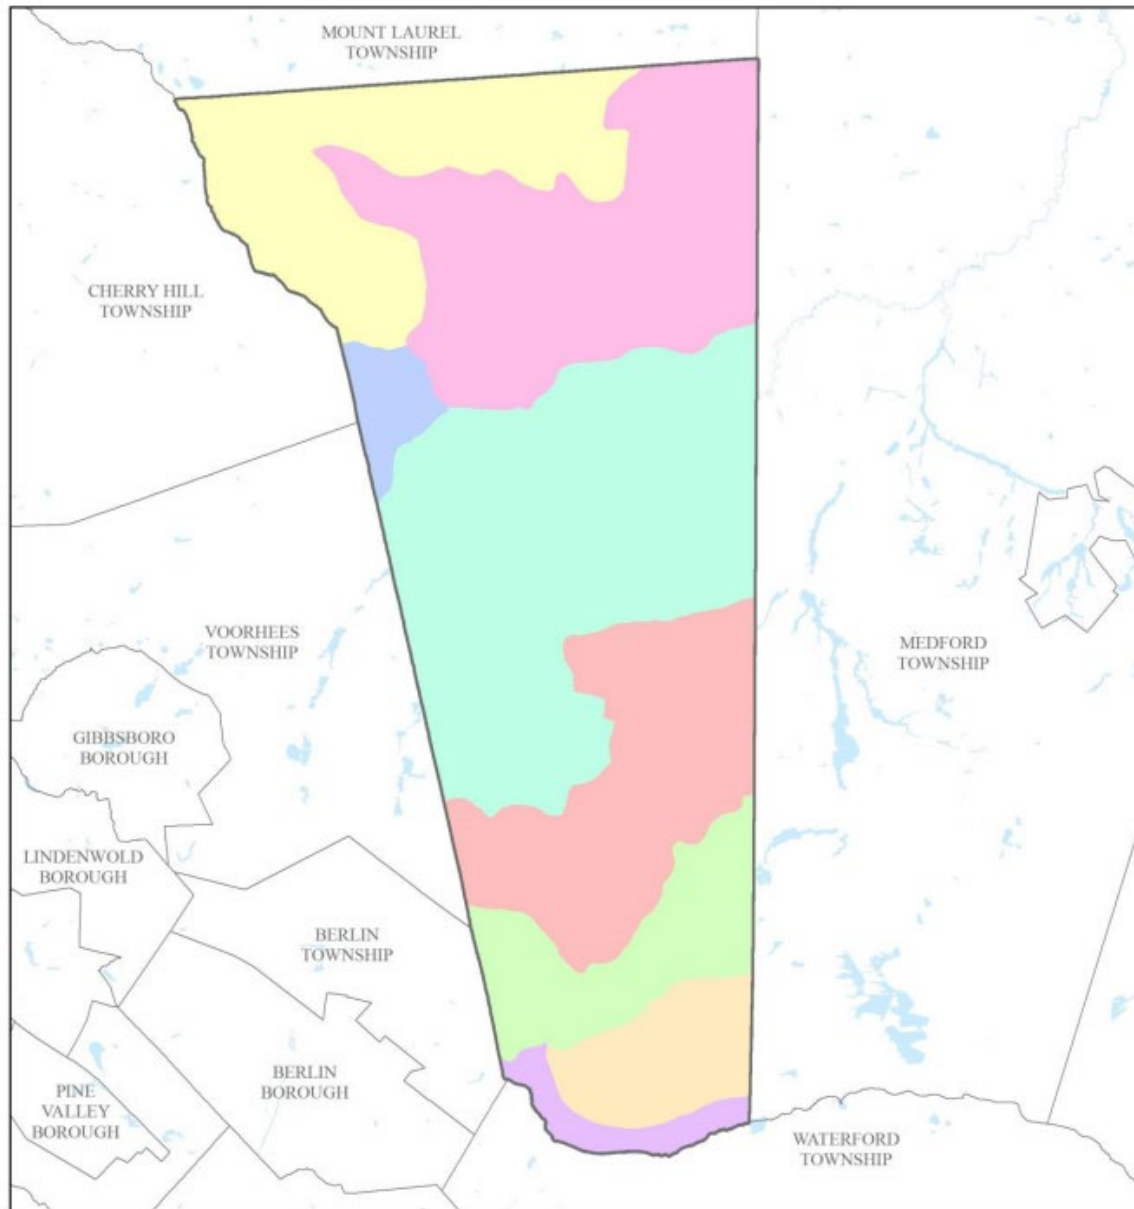 MOUNT LAUREL
TOWNSHIP
CHERRY HILL
TOWNSHIP
VOORHEES
TOWNSHIP
MEDFORD
TOWNSHIP
GIBBSBORO
BOROUGH
LINDENWOLD
BOROUGH
BERLIN
TOWNSHIP
BERLIN
BOROUGH
PINE
VALLEY
BOROUGH
WATERFORD
TOWNSHIP